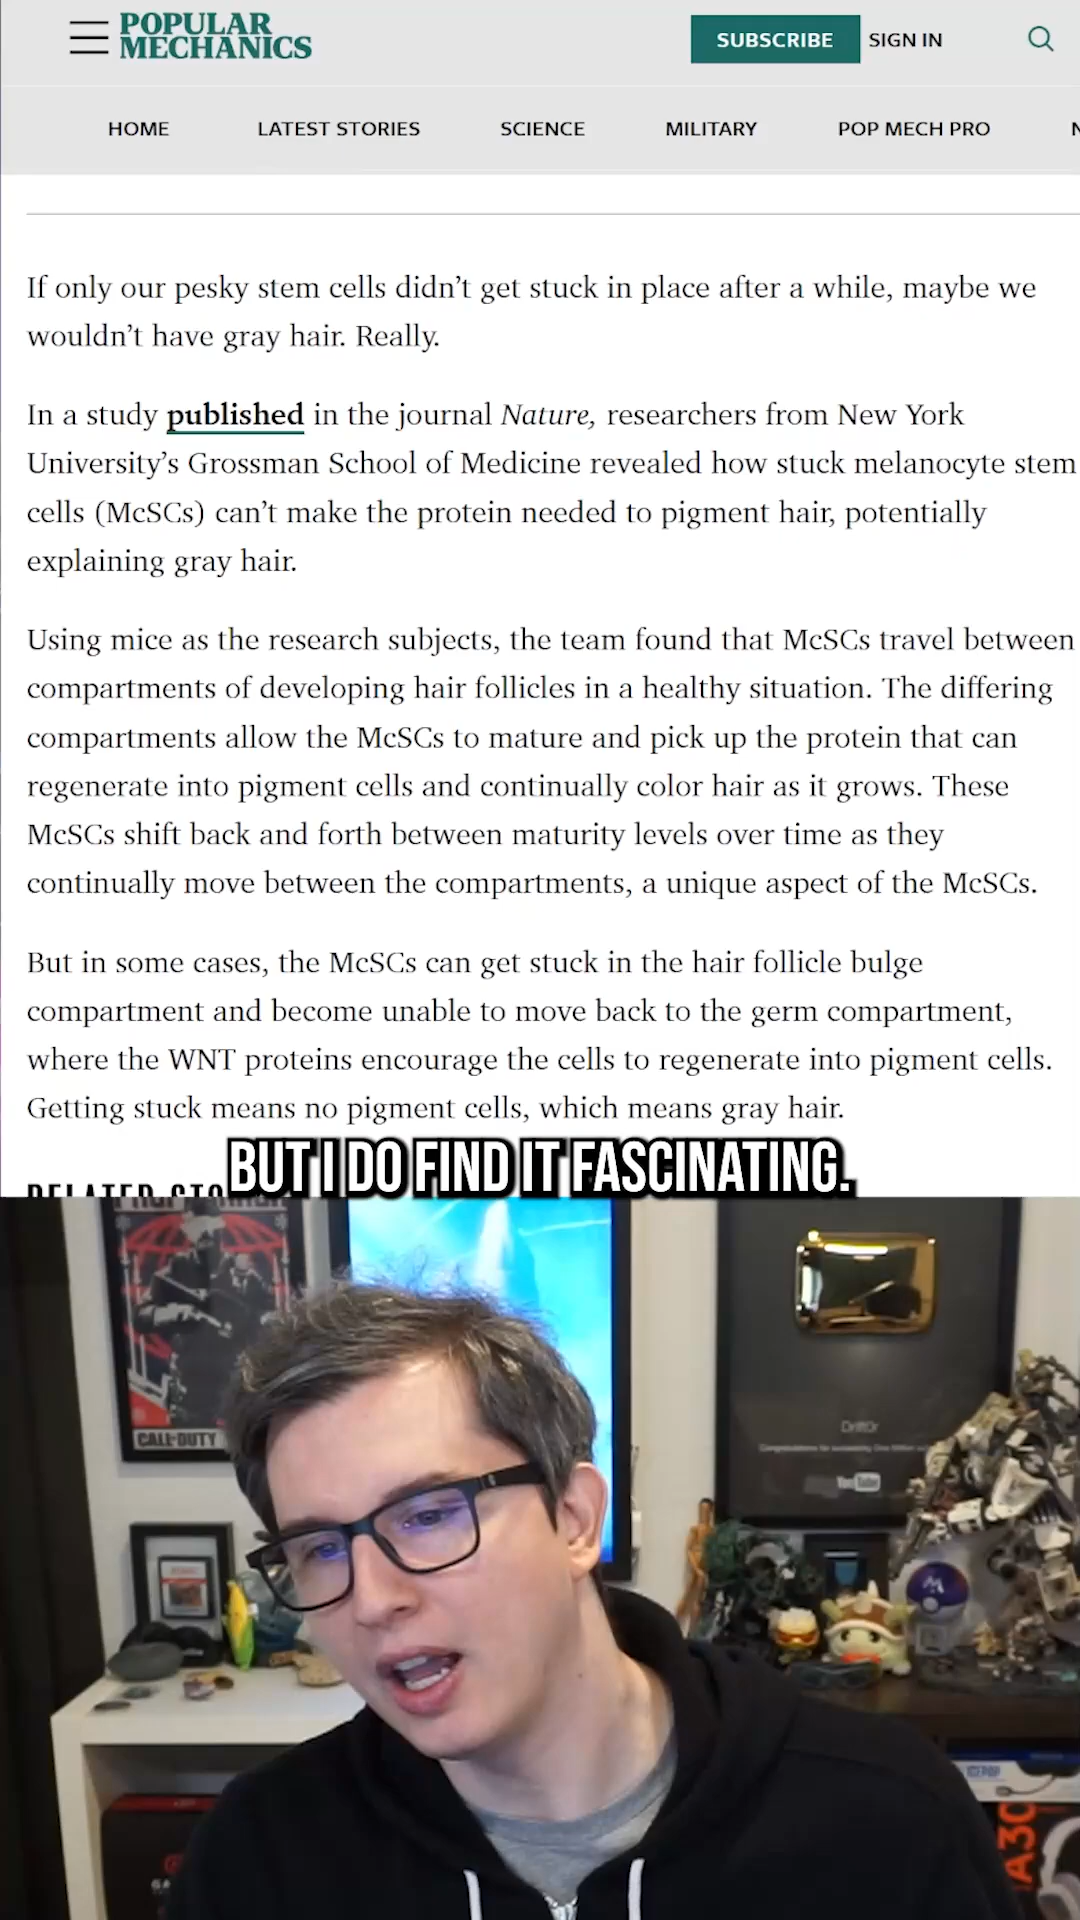 POPULAR
MECHANICS
SUBSCRIBE
SIGN IN
HOME
LATEST STORIES
SCIENCE
MILITARY
POP MECH PRO
If only our pesky stem cells didn’t get stuck in place after a while, maybe we
wouldn’t have gray hair. Really.
In a study published in the journal Nature, researchers from New York
University’s Grossman School of Medicine revealed how stuck melanocyte stem
cells (McSCs) can’t make the protein needed to pigment hair, potentially
explaining gray hair.
Using mice as the research subjects, the team found that McSCs travel between
compartments of developing hair follicles in a healthy situation. The differing
compartments allow the McSCs to mature and pick up the protein that can
regenerate into pigment cells and continually color hair as it grows. These
McSCs shift back and forth between maturity levels over time as they
continually move between the compartments, a unique aspect of the McSCs.
But in some cases, the McSCs can get stuck in the hair follicle bulge
compartment and become unable to move back to the germ compartment,
where the WNT proteins encourage the cells to regenerate into pigment cells.
Getting stuck means no pigment cells, which means gray hair.
BUT I DO FIND IT FASCINATING.
CALL OF DUTY
YouTube
A30